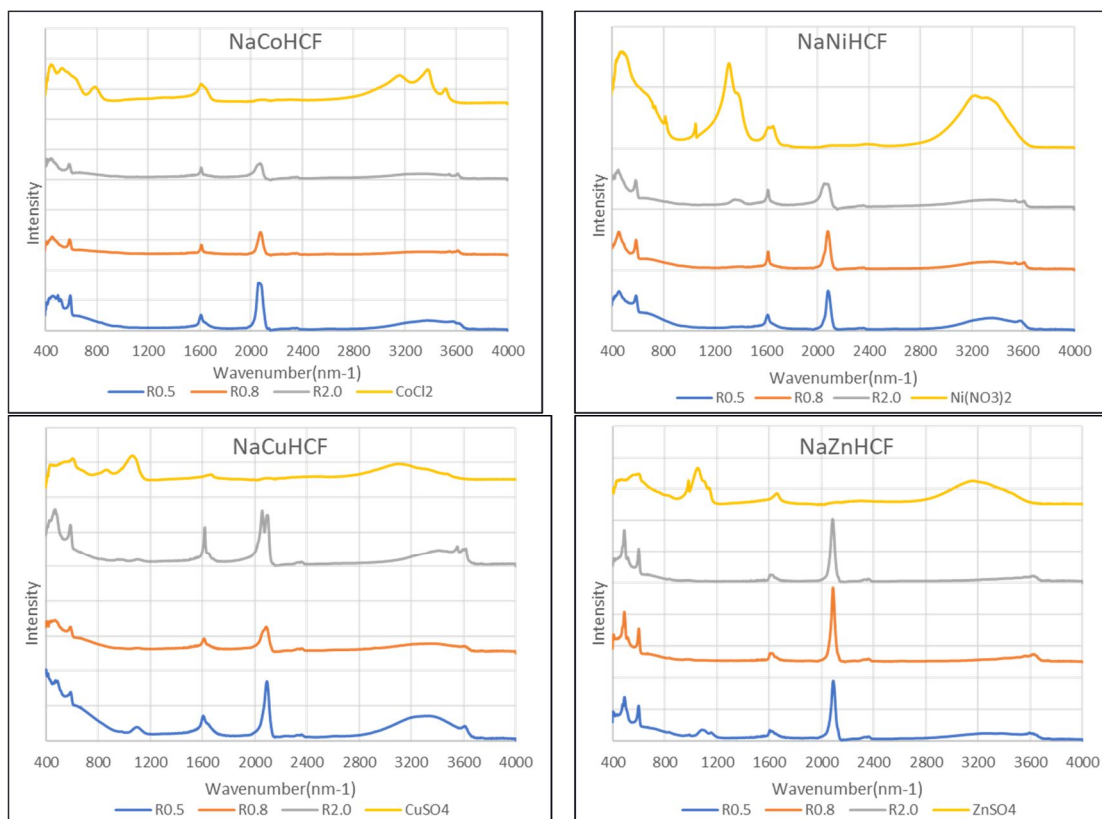 NaCoHCF
Intensity
400 800 1200 1600 2000 2400 2800 3200 3600 4000
Wavenumber(nm-1)
R0.5 R0.8 R2.0 CoCl2
NaNiHCF
Intensity
400 800 1200 1600 2000 2400 2800 3200 3600 4000
Wavenumber(nm-1)
R0.5 R0.8 R2.0 Ni(NO3)2
NaCuHCF
Intensity
400 800 1200 1600 2000 2400 2800 3200 3600 4000
Wavenumber(nm-1)
R0.5 R0.8 R2.0 CuSO4
NaZnHCF
Intensity
400 800 1200 1600 2000 2400 2800 3200 3600 4000
Wavenumber(nm-1)
R0.5 R0.8 R2.0 ZnSO4